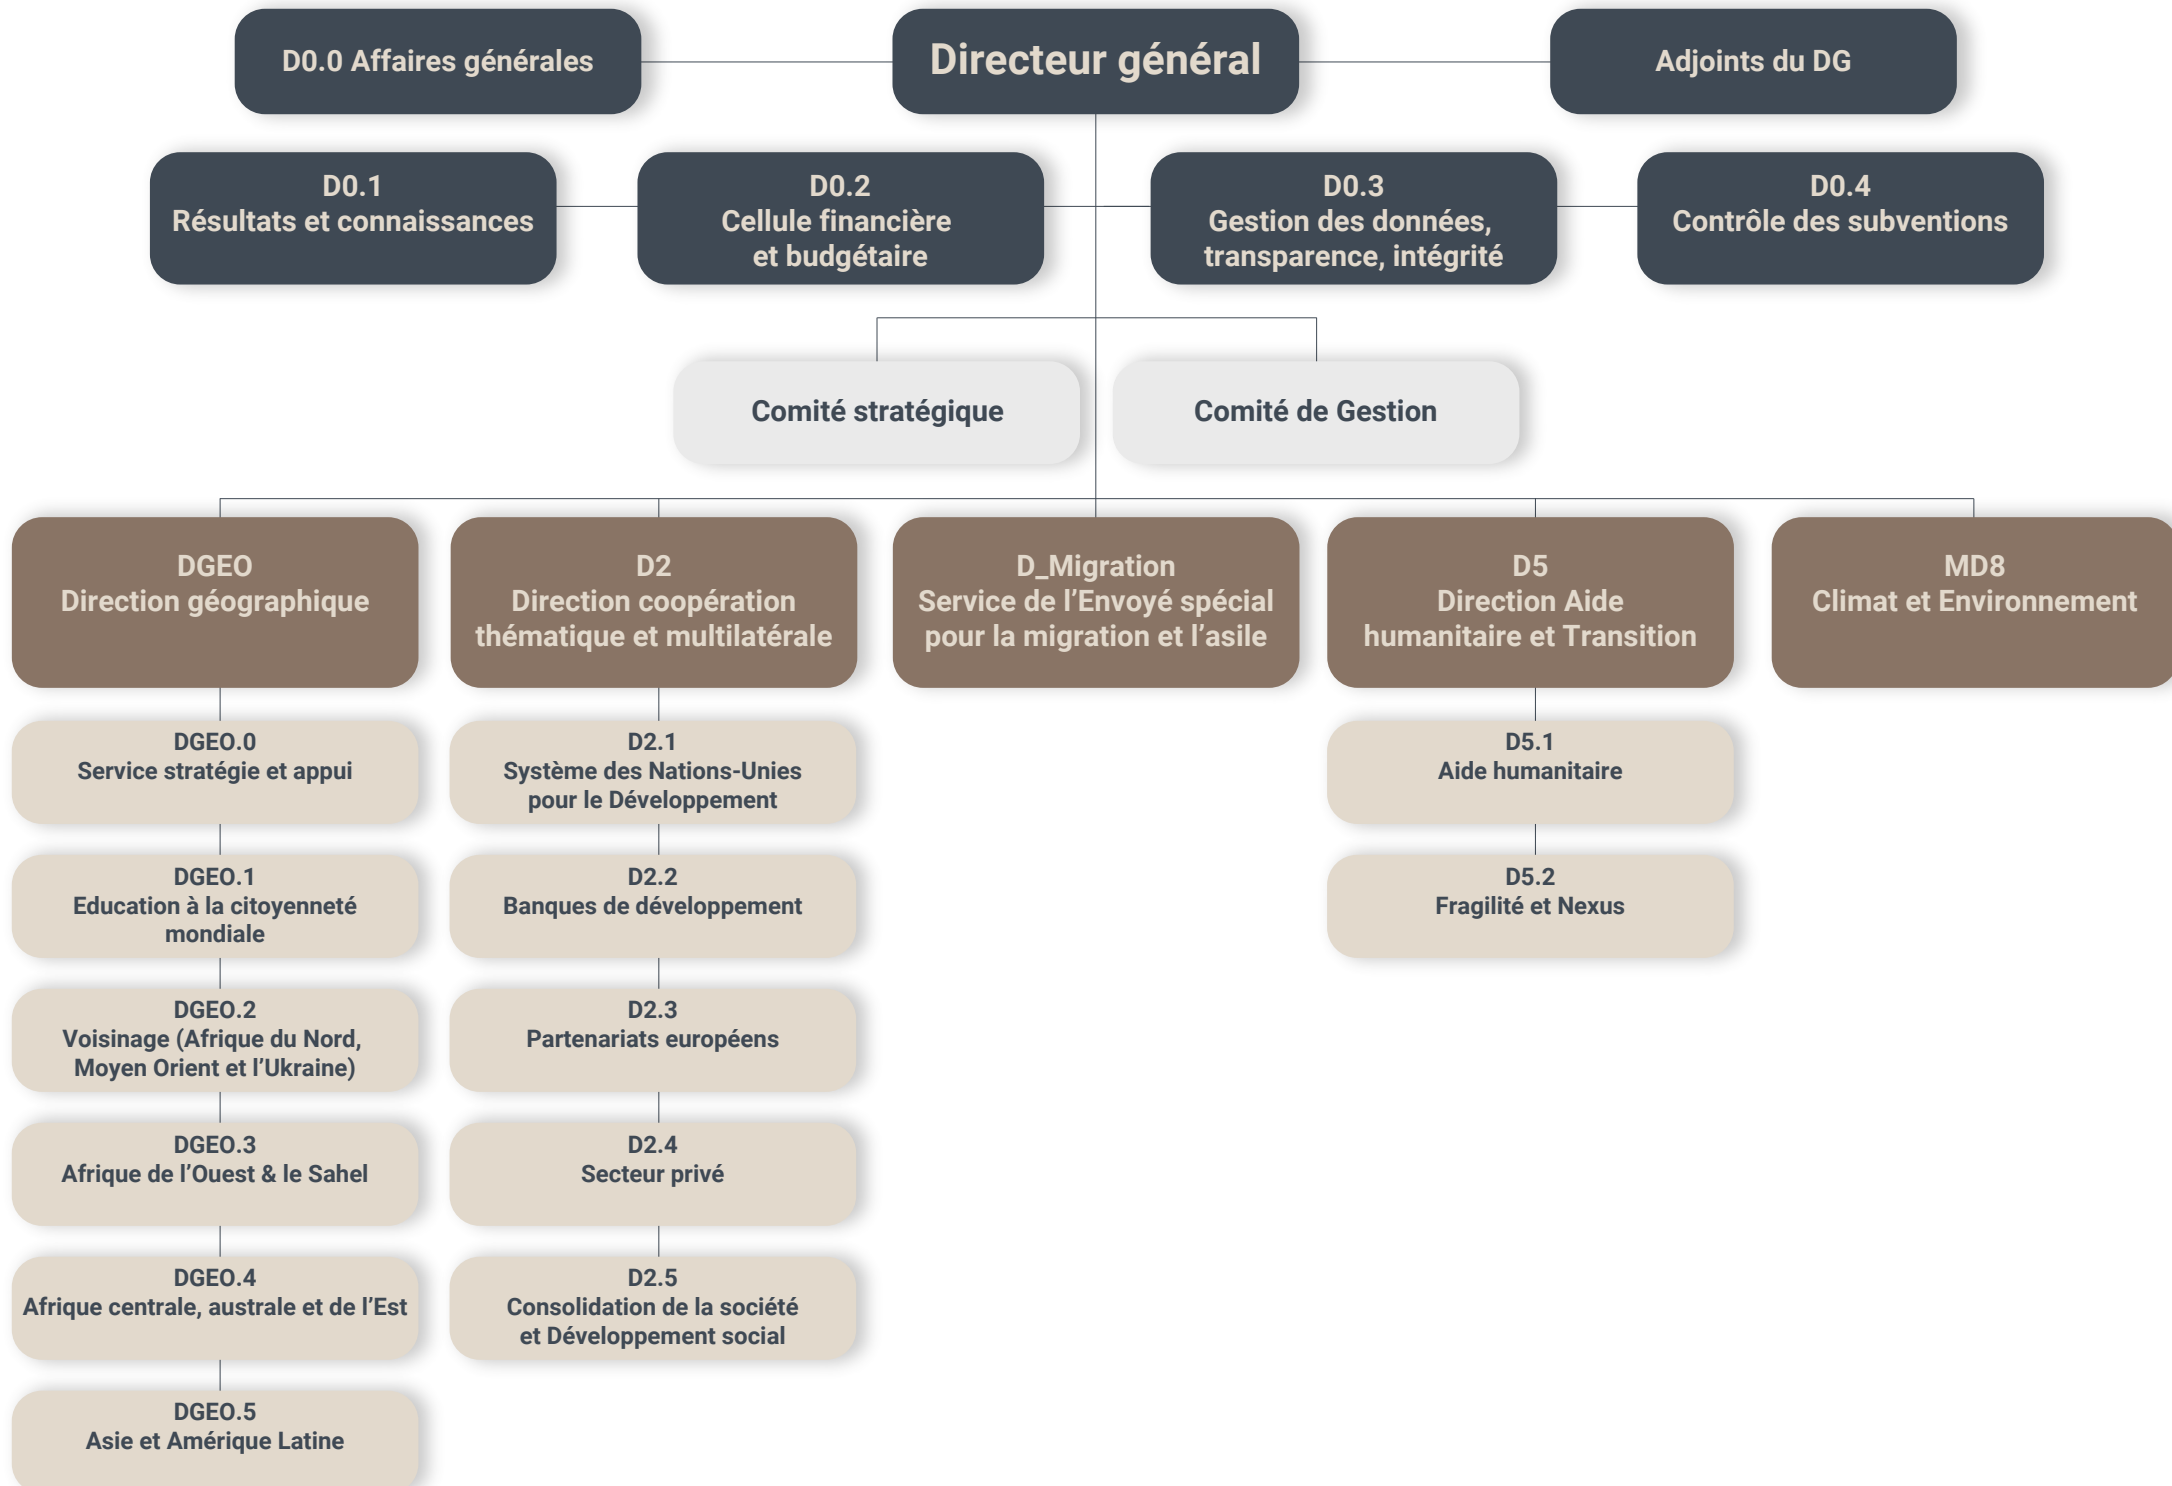 D0.0 Affaires générales
Directeur général
Adjoints du DG
D0.1
Résultats et connaissances
D0.2
Cellule financière
et budgétaire
D0.3
Gestion des données,
transparence, intégrité
D0.4
Contrôle des subventions
Comité stratégique
Comité de Gestion
DGEO
Direction géographique
D2
Direction coopération
thématique et multilatérale
D_Migration
Service de l’Envoyé spécial
pour la migration et l’asile
D5
Direction Aide
humanitaire et Transition
MD8
Climat et Environnement
DGEO.0
Service stratégie et appui
DGEO.1
Education à la citoyenneté
mondiale
DGEO.2
Voisinage (Afrique du Nord,
Moyen Orient et l’Ukraine)
DGEO.3
Afrique de l’Ouest & le Sahel
DGEO.4
Afrique centrale, australe et de l’Est
DGEO.5
Asie et Amérique Latine
D2.1
Système des Nations-Unies
pour le Développement
D2.2
Banques de développement
D2.3
Partenariats européens
D2.4
Secteur privé
D2.5
Consolidation de la société
et Développement social
D5.1
Aide humanitaire
D5.2
Fragilité et Nexus